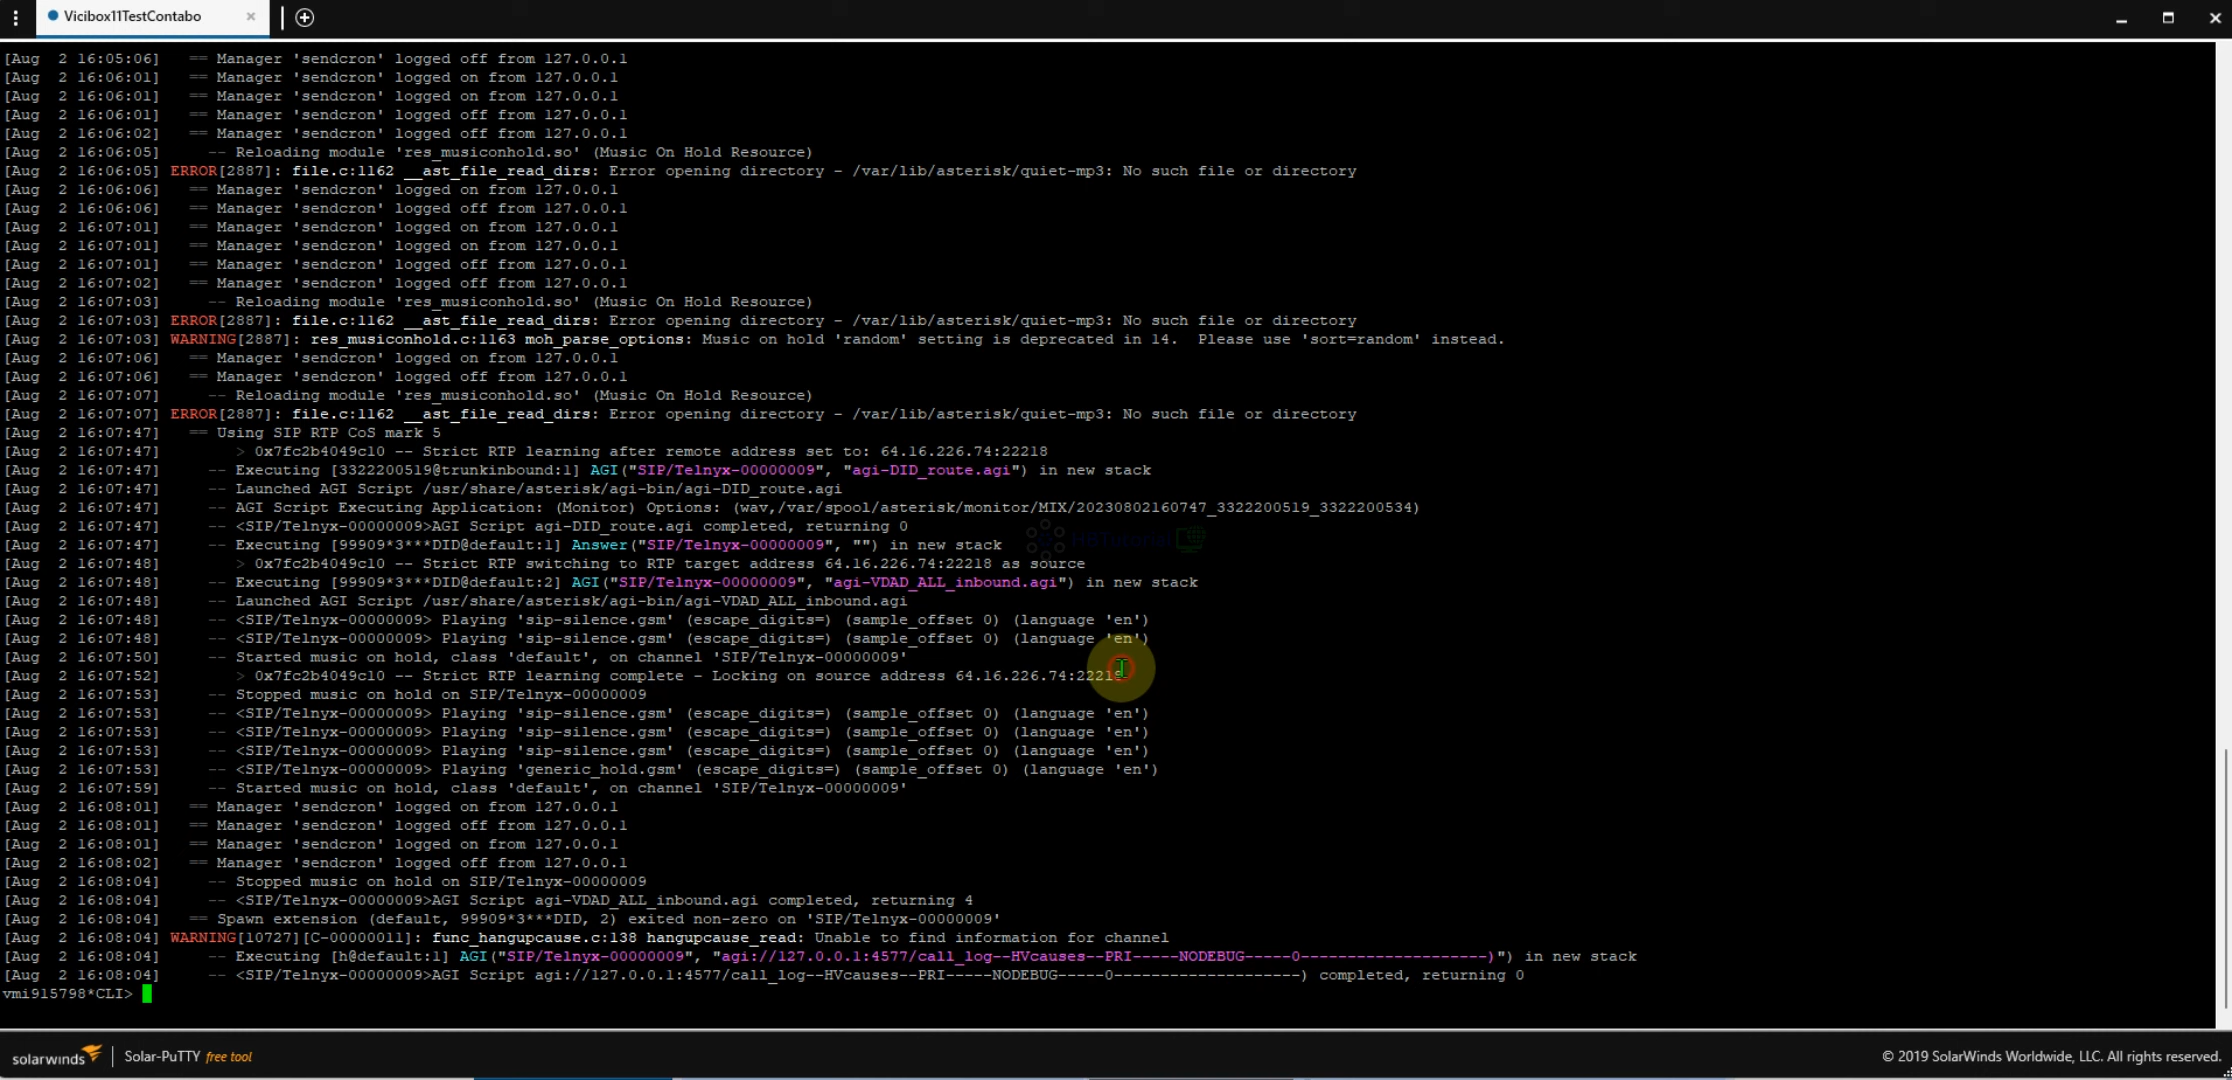 Vicibox11TestContabo
[Aug  2 16:05:06]   == Manager 'sendcron' logged off from 127.0.0.1
[Aug  2 16:06:01]   == Manager 'sendcron' logged on from 127.0.0.1
[Aug  2 16:06:01]   == Manager 'sendcron' logged on from 127.0.0.1
[Aug  2 16:06:01]   == Manager 'sendcron' logged off from 127.0.0.1
[Aug  2 16:06:02]   == Manager 'sendcron' logged off from 127.0.0.1
[Aug  2 16:06:05]     -- Reloading module 'res_musiconhold.so' (Music On Hold Resource)
[Aug  2 16:06:05] ERROR[2887]: file.c:1162 __ast_file_read_dirs: Error opening directory - /var/lib/asterisk/quiet-mp3: No such file or directory
[Aug  2 16:06:06]   == Manager 'sendcron' logged on from 127.0.0.1
[Aug  2 16:06:06]   == Manager 'sendcron' logged off from 127.0.0.1
[Aug  2 16:07:01]   == Manager 'sendcron' logged on from 127.0.0.1
[Aug  2 16:07:01]   == Manager 'sendcron' logged on from 127.0.0.1
[Aug  2 16:07:01]   == Manager 'sendcron' logged off from 127.0.0.1
[Aug  2 16:07:02]   == Manager 'sendcron' logged off from 127.0.0.1
[Aug  2 16:07:03]     -- Reloading module 'res_musiconhold.so' (Music On Hold Resource)
[Aug  2 16:07:03] ERROR[2887]: file.c:1162 __ast_file_read_dirs: Error opening directory - /var/lib/asterisk/quiet-mp3: No such file or directory
[Aug  2 16:07:03] WARNING[2887]: res_musiconhold.c:1163 moh_parse_options: Music on hold 'random' setting is deprecated in 14.  Please use 'sort=random' instead.
[Aug  2 16:07:06]   == Manager 'sendcron' logged on from 127.0.0.1
[Aug  2 16:07:06]   == Manager 'sendcron' logged off from 127.0.0.1
[Aug  2 16:07:07]     -- Reloading module 'res_musiconhold.so' (Music On Hold Resource)
[Aug  2 16:07:07] ERROR[2887]: file.c:1162 __ast_file_read_dirs: Error opening directory - /var/lib/asterisk/quiet-mp3: No such file or directory
[Aug  2 16:07:47]   == Using SIP RTP CoS mark 5
[Aug  2 16:07:47]        > 0x7fc2b4049c10 -- Strict RTP learning after remote address set to: 64.16.226.74:22218
[Aug  2 16:07:47]     -- Executing [3322200519@trunkinbound:1] AGI("SIP/Telnyx-00000009", "agi-DID_route.agi") in new stack
[Aug  2 16:07:47]     -- Launched AGI Script /usr/share/asterisk/agi-bin/agi-DID_route.agi
[Aug  2 16:07:47]     -- AGI Script Executing Application: (Monitor) Options: (wav,/var/spool/asterisk/monitor/MIX/20230802160747_3322200519_3322200534)
[Aug  2 16:07:47]     -- <SIP/Telnyx-00000009>AGI Script agi-DID_route.agi completed, returning 0
[Aug  2 16:07:47]     -- Executing [99909*3***DID@default:1] Answer("SIP/Telnyx-00000009", "") in new stack
[Aug  2 16:07:48]        > 0x7fc2b4049c10 -- Strict RTP switching to RTP target address 64.16.226.74:22218 as source
[Aug  2 16:07:48]     -- Executing [99909*3***DID@default:2] AGI("SIP/Telnyx-00000009", "agi-VDAD_ALL_inbound.agi") in new stack
[Aug  2 16:07:48]     -- Launched AGI Script /usr/share/asterisk/agi-bin/agi-VDAD_ALL_inbound.agi
[Aug  2 16:07:48]     -- <SIP/Telnyx-00000009> Playing 'sip-silence.gsm' (escape_digits=) (sample_offset 0) (language 'en')
[Aug  2 16:07:48]     -- <SIP/Telnyx-00000009> Playing 'sip-silence.gsm' (escape_digits=) (sample_offset 0) (language 'en')
[Aug  2 16:07:50]     -- Started music on hold, class 'default', on channel 'SIP/Telnyx-00000009'
[Aug  2 16:07:52]        > 0x7fc2b4049c10 -- Strict RTP learning complete - Locking on source address 64.16.226.74:22218
[Aug  2 16:07:53]     -- Stopped music on hold on SIP/Telnyx-00000009
[Aug  2 16:07:53]     -- <SIP/Telnyx-00000009> Playing 'sip-silence.gsm' (escape_digits=) (sample_offset 0) (language 'en')
[Aug  2 16:07:53]     -- <SIP/Telnyx-00000009> Playing 'sip-silence.gsm' (escape_digits=) (sample_offset 0) (language 'en')
[Aug  2 16:07:53]     -- <SIP/Telnyx-00000009> Playing 'sip-silence.gsm' (escape_digits=) (sample_offset 0) (language 'en')
[Aug  2 16:07:53]     -- <SIP/Telnyx-00000009> Playing 'generic_hold.gsm' (escape_digits=) (sample_offset 0) (language 'en')
[Aug  2 16:07:59]     -- Started music on hold, class 'default', on channel 'SIP/Telnyx-00000009'
[Aug  2 16:08:01]   == Manager 'sendcron' logged on from 127.0.0.1
[Aug  2 16:08:01]   == Manager 'sendcron' logged off from 127.0.0.1
[Aug  2 16:08:01]   == Manager 'sendcron' logged on from 127.0.0.1
[Aug  2 16:08:02]   == Manager 'sendcron' logged off from 127.0.0.1
[Aug  2 16:08:04]     -- Stopped music on hold on SIP/Telnyx-00000009
[Aug  2 16:08:04]     -- <SIP/Telnyx-00000009>AGI Script agi-VDAD_ALL_inbound.agi completed, returning 4
[Aug  2 16:08:04]   == Spawn extension (default, 99909*3***DID, 2) exited non-zero on 'SIP/Telnyx-00000009'
[Aug  2 16:08:04] WARNING[10727][C-00000011]: func_hangupcause.c:138 hangupcause_read: Unable to find information for channel
[Aug  2 16:08:04]     -- Executing [h@default:1] AGI("SIP/Telnyx-00000009", "agi://127.0.0.1:4577/call_log--HVcauses--PRI-----NODEBUG-----0--------------------)") in new stack
[Aug  2 16:08:04]     -- <SIP/Telnyx-00000009>AGI Script agi://127.0.0.1:4577/call_log--HVcauses--PRI-----NODEBUG-----0--------------------) completed, returning 0
vmi915798*CLI>
solarwinds | Solar-PuTTY free tool
© 2019 SolarWinds Worldwide, LLC. All rights reserved.